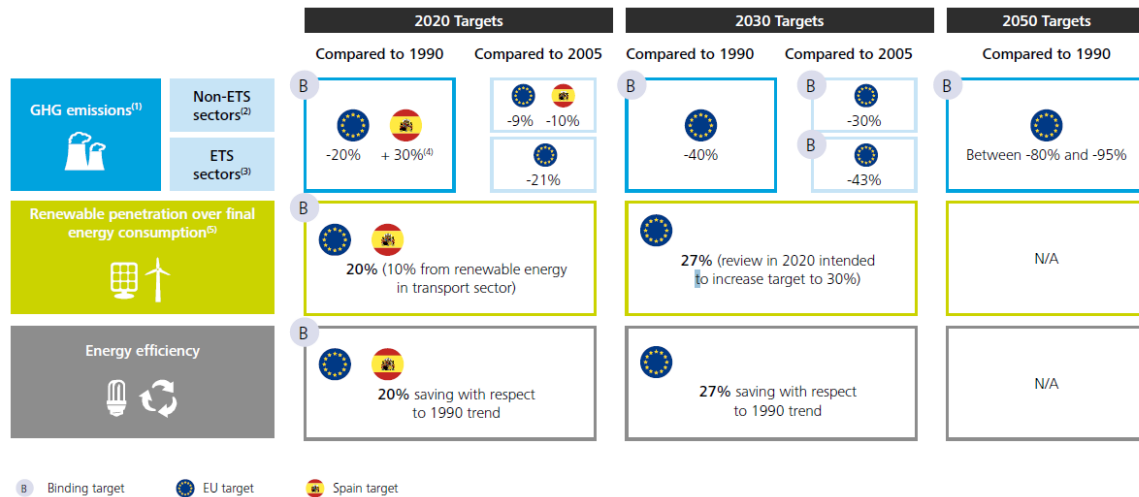 2020 Targets
2030 Targets
2050 Targets
Compared to 1990
Compared to 2005
Compared to 1990
Compared to 2005
Compared to 1990
GHG emissions(1)
Non-ETS
sectors(2)
ETS
sectors(3)
B
-20% + 30%(4)
-9% -10%
-21%
B
-40%
B
-30%
B
-43%
B
Between -80% and -95%
Renewable penetration over final
energy consumption(5)
B
20% (10% from renewable energy
in transport sector)
27% (review in 2020 intended
to increase target to 30%)
N/A
Energy efficiency
B
20% saving with respect
to 1990 trend
27% saving with respect
to 1990 trend
N/A
B Binding target
EU target
Spain target